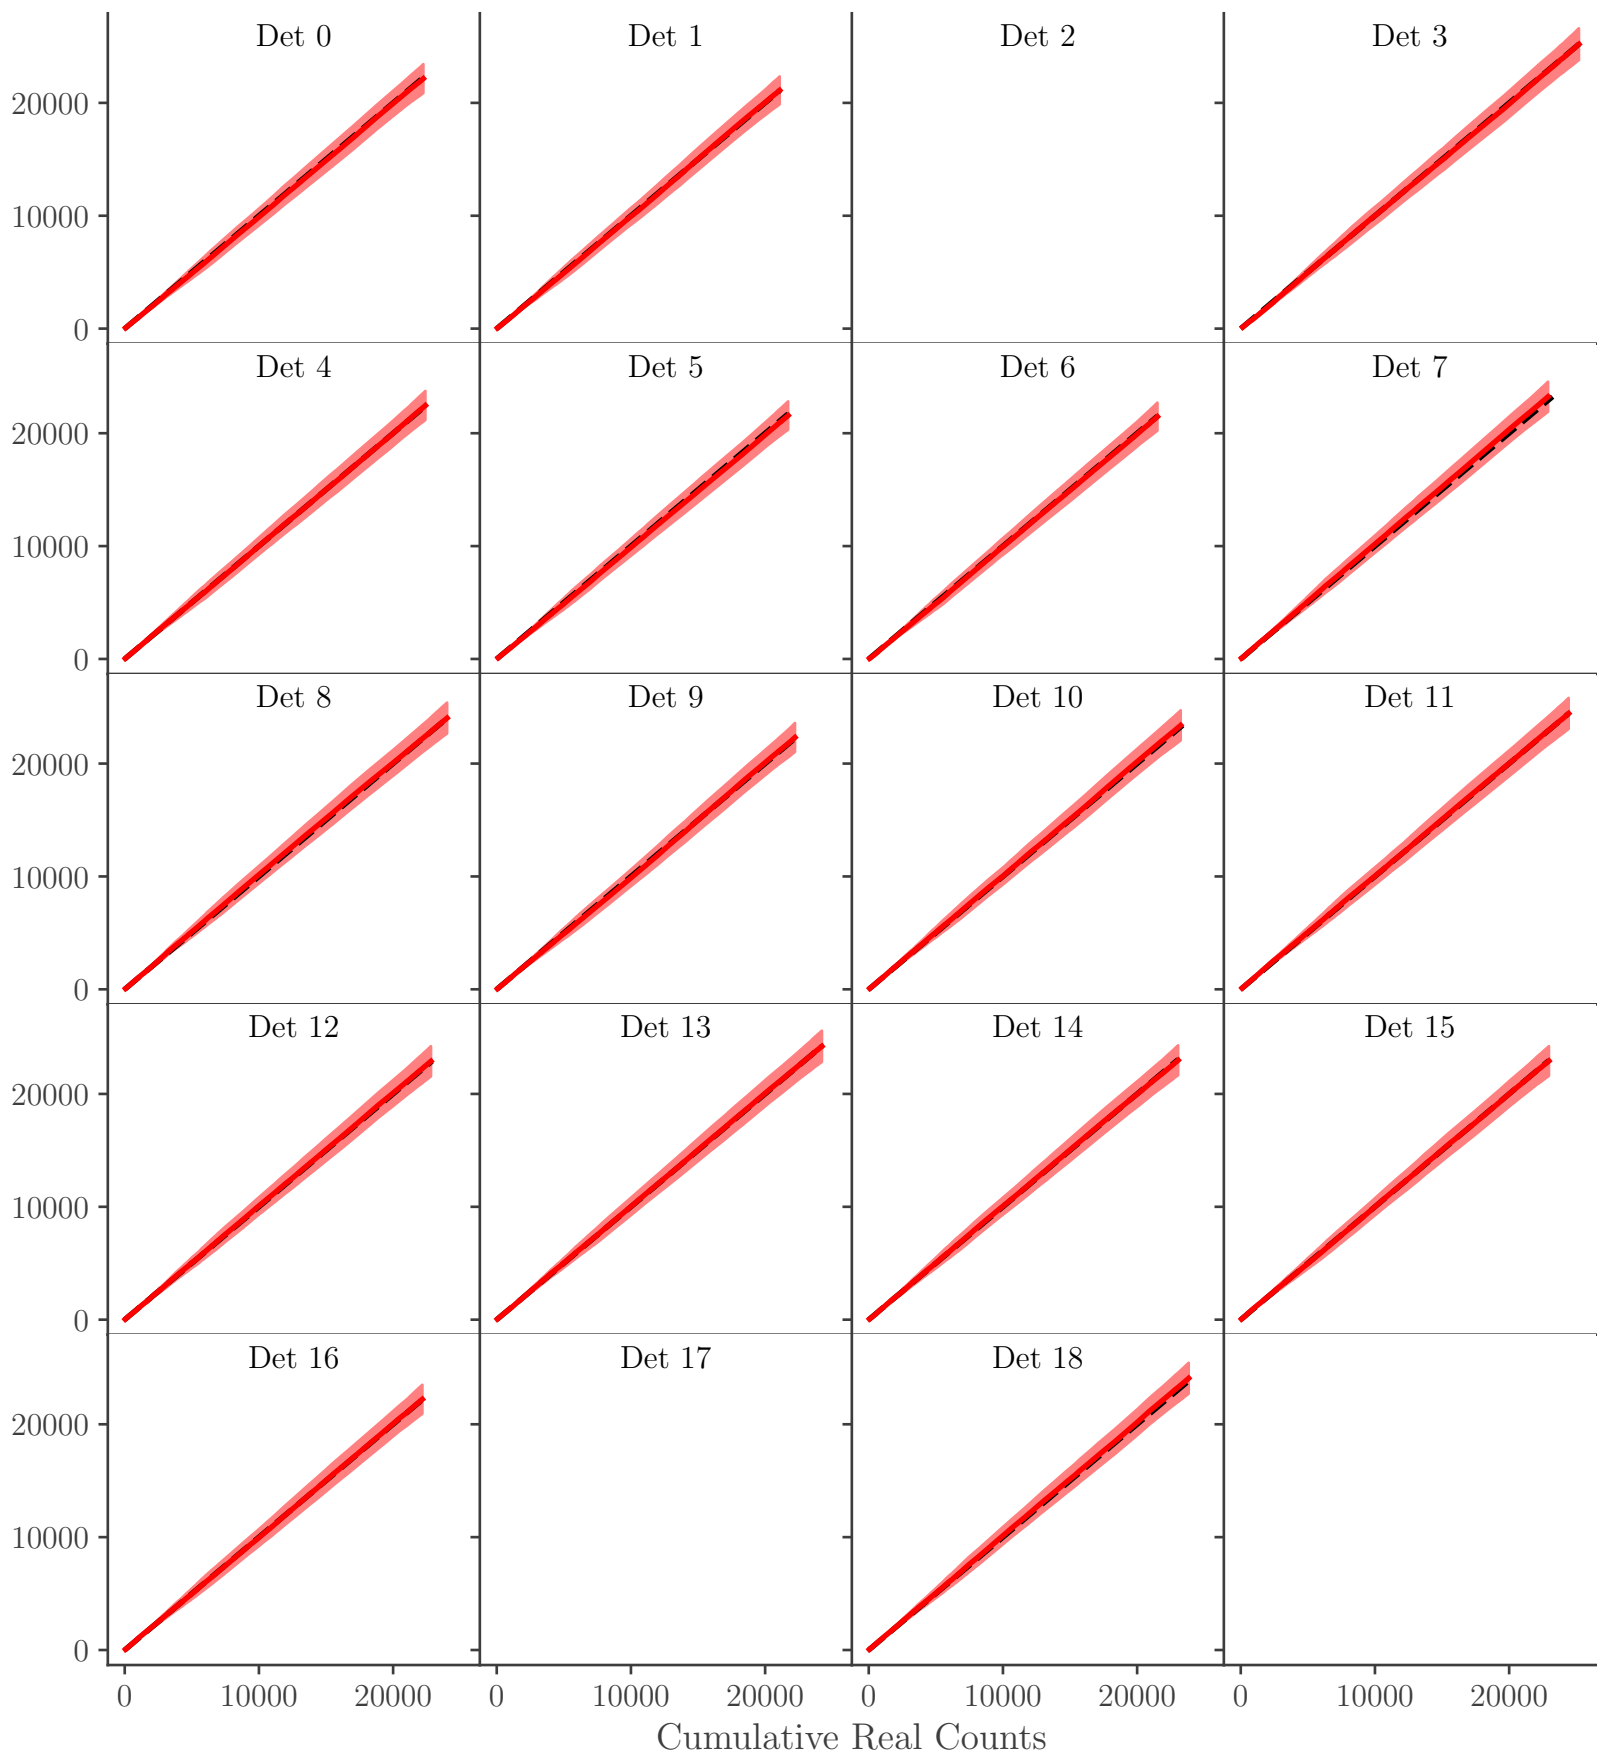 Det 0 Det 1 Det 2 Det 3
20000
10000
0
Det 4 Det 5 Det 6 Det 7
20000
10000
0
Det 8 Det 9 Det 10 Det 11
20000
10000
0
Det 12 Det 13 Det 14 Det 15
20000
10000
0
Det 16 Det 17 Det 18
20000
10000
0
0 10000 20000 0 10000 20000 0 10000 20000 0 10000 20000
Cumulative Real Counts